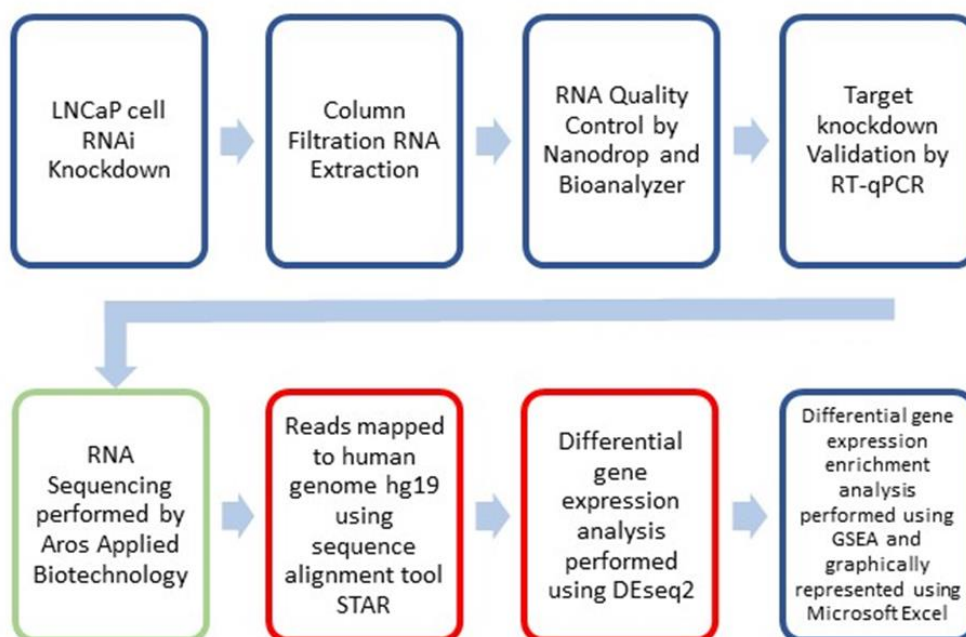 LNCaP cell
RNAi
Knockdown
Column
Filtration RNA
Extraction
RNA Quality
Control by
Nanodrop and
Bioanalyzer
Target
knockdown
Validation by
RT-qPCR
RNA
Sequencing
performed by
Aros Applied
Biotechnology
Reads mapped
to human
genome hg19
using
sequence
alignment tool
STAR
Differential
gene
expression
analysis
performed
using DEseq2
Differential gene
expression
enrichment
analysis
performed using
GSEA and
graphically
represented using
Microsoft Excel